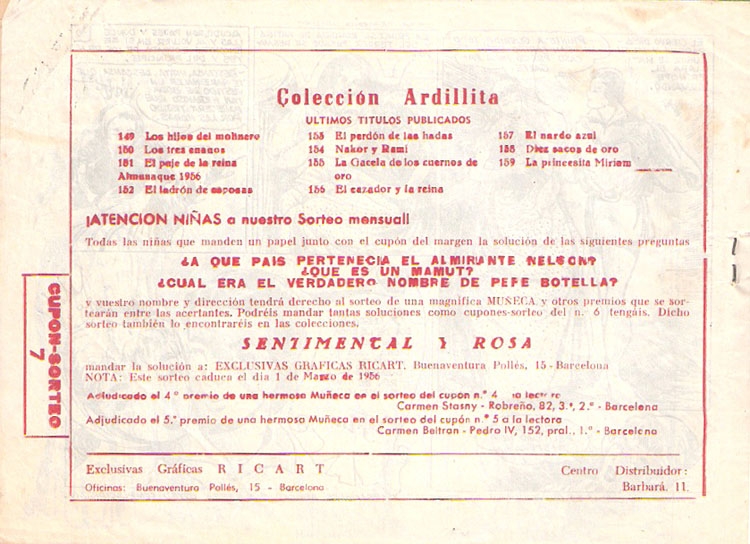 Colección Ardillita
ULTIMOS TITULOS PUBLICADOS
149 Los hijos del molinero
150 Los tres enanos
151 El paje de la reina
Almanaque 1956
152 El ladrón de esposas
153 El perdón de las hadas
154 Nakor y Rami
155 La Gacela de los cuernos de
oro
156 El cazador y la reina
157 El nardo azul
158 Diez sacos de oro
159 La princesita Miriam
¡ATENCION NIÑAS a nuestro Sorteo mensual!
Todas las niñas que manden un papel junto con el cupón del margen la solución de las siguientes preguntas
¿A QUE PAIS PERTENECIA EL ALMIRANTE NELSON?
¿QUE ES UN MAMUT?
¿CUAL ERA EL VERDADERO NOMBRE DE PEPE BOTELLA?
y vuestro nombre y dirección tendrá derecho al sorteo de una magnífica MUÑECA y otros premios que se sor-
tearán entre las acertantes. Podréis mandar tantas soluciones como cupones-sorteo del n. 6 tengáis. Dicho
sorteo también lo encontraréis en las colecciones.
SENTIMENTAL Y ROSA
mandar la solución a: EXCLUSIVAS GRAFICAS RICART. Buenaventura Pollés, 15 - Barcelona
NOTA: Este sorteo caduca el día 1 de Marzo de 1956
Adjudicado el 4º premio de una hermosa Muñeca en el sorteo del cupón n.º 4 la lectora
Carmen Stasny - Robreño, 82, 3.º, 2.ª - Barcelona
Adjudicado el 5.º premio de una hermosa Muñeca en el sorteo del cupón nº 5 a la lectora
Carmen Beltran - Pedro IV, 152, pral., 1.ª - Barcelona
Exclusivas Gráficas RICART
Oficinas: Buenaventura Pollés, 15 - Barcelona
Centro Distribuidor:
Barbará. 11.
CUPON-SORTEO
7